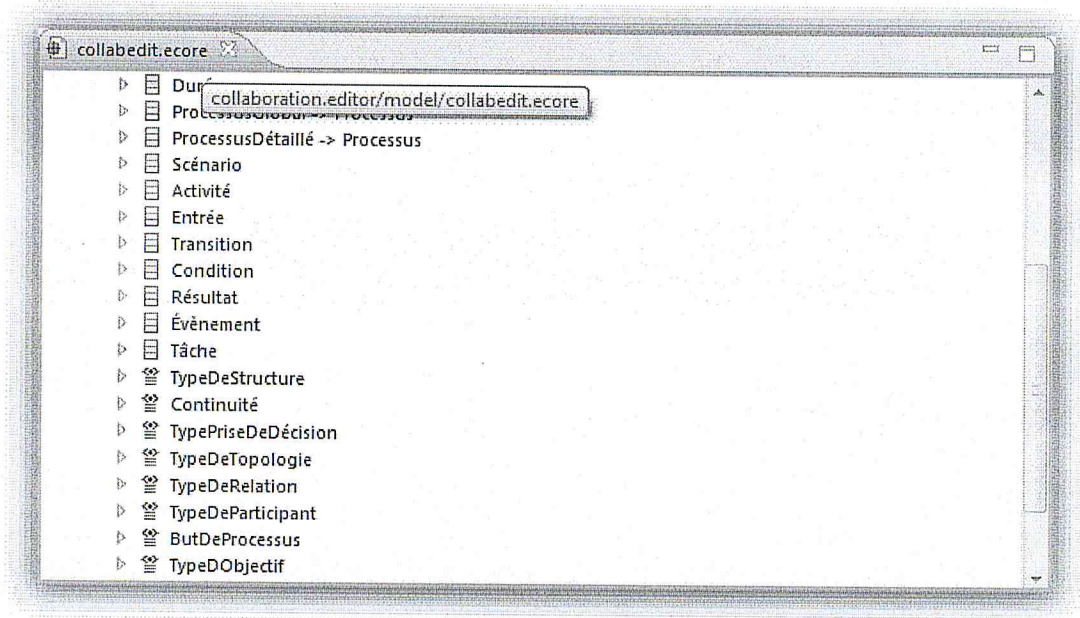 collabedit.ecore
collaboration.editor/model/collabedit.ecore
ProcessusDétaillé -> Processus
Scénario
Activité
Entrée
Transition
Condition
Résultat
Évènement
Tâche
TypeDeStructure
Continuité
TypePriseDeDécision
TypeDeTopologie
TypeDeRelation
TypeDeParticipant
ButDeProcessus
TypeDObjectif